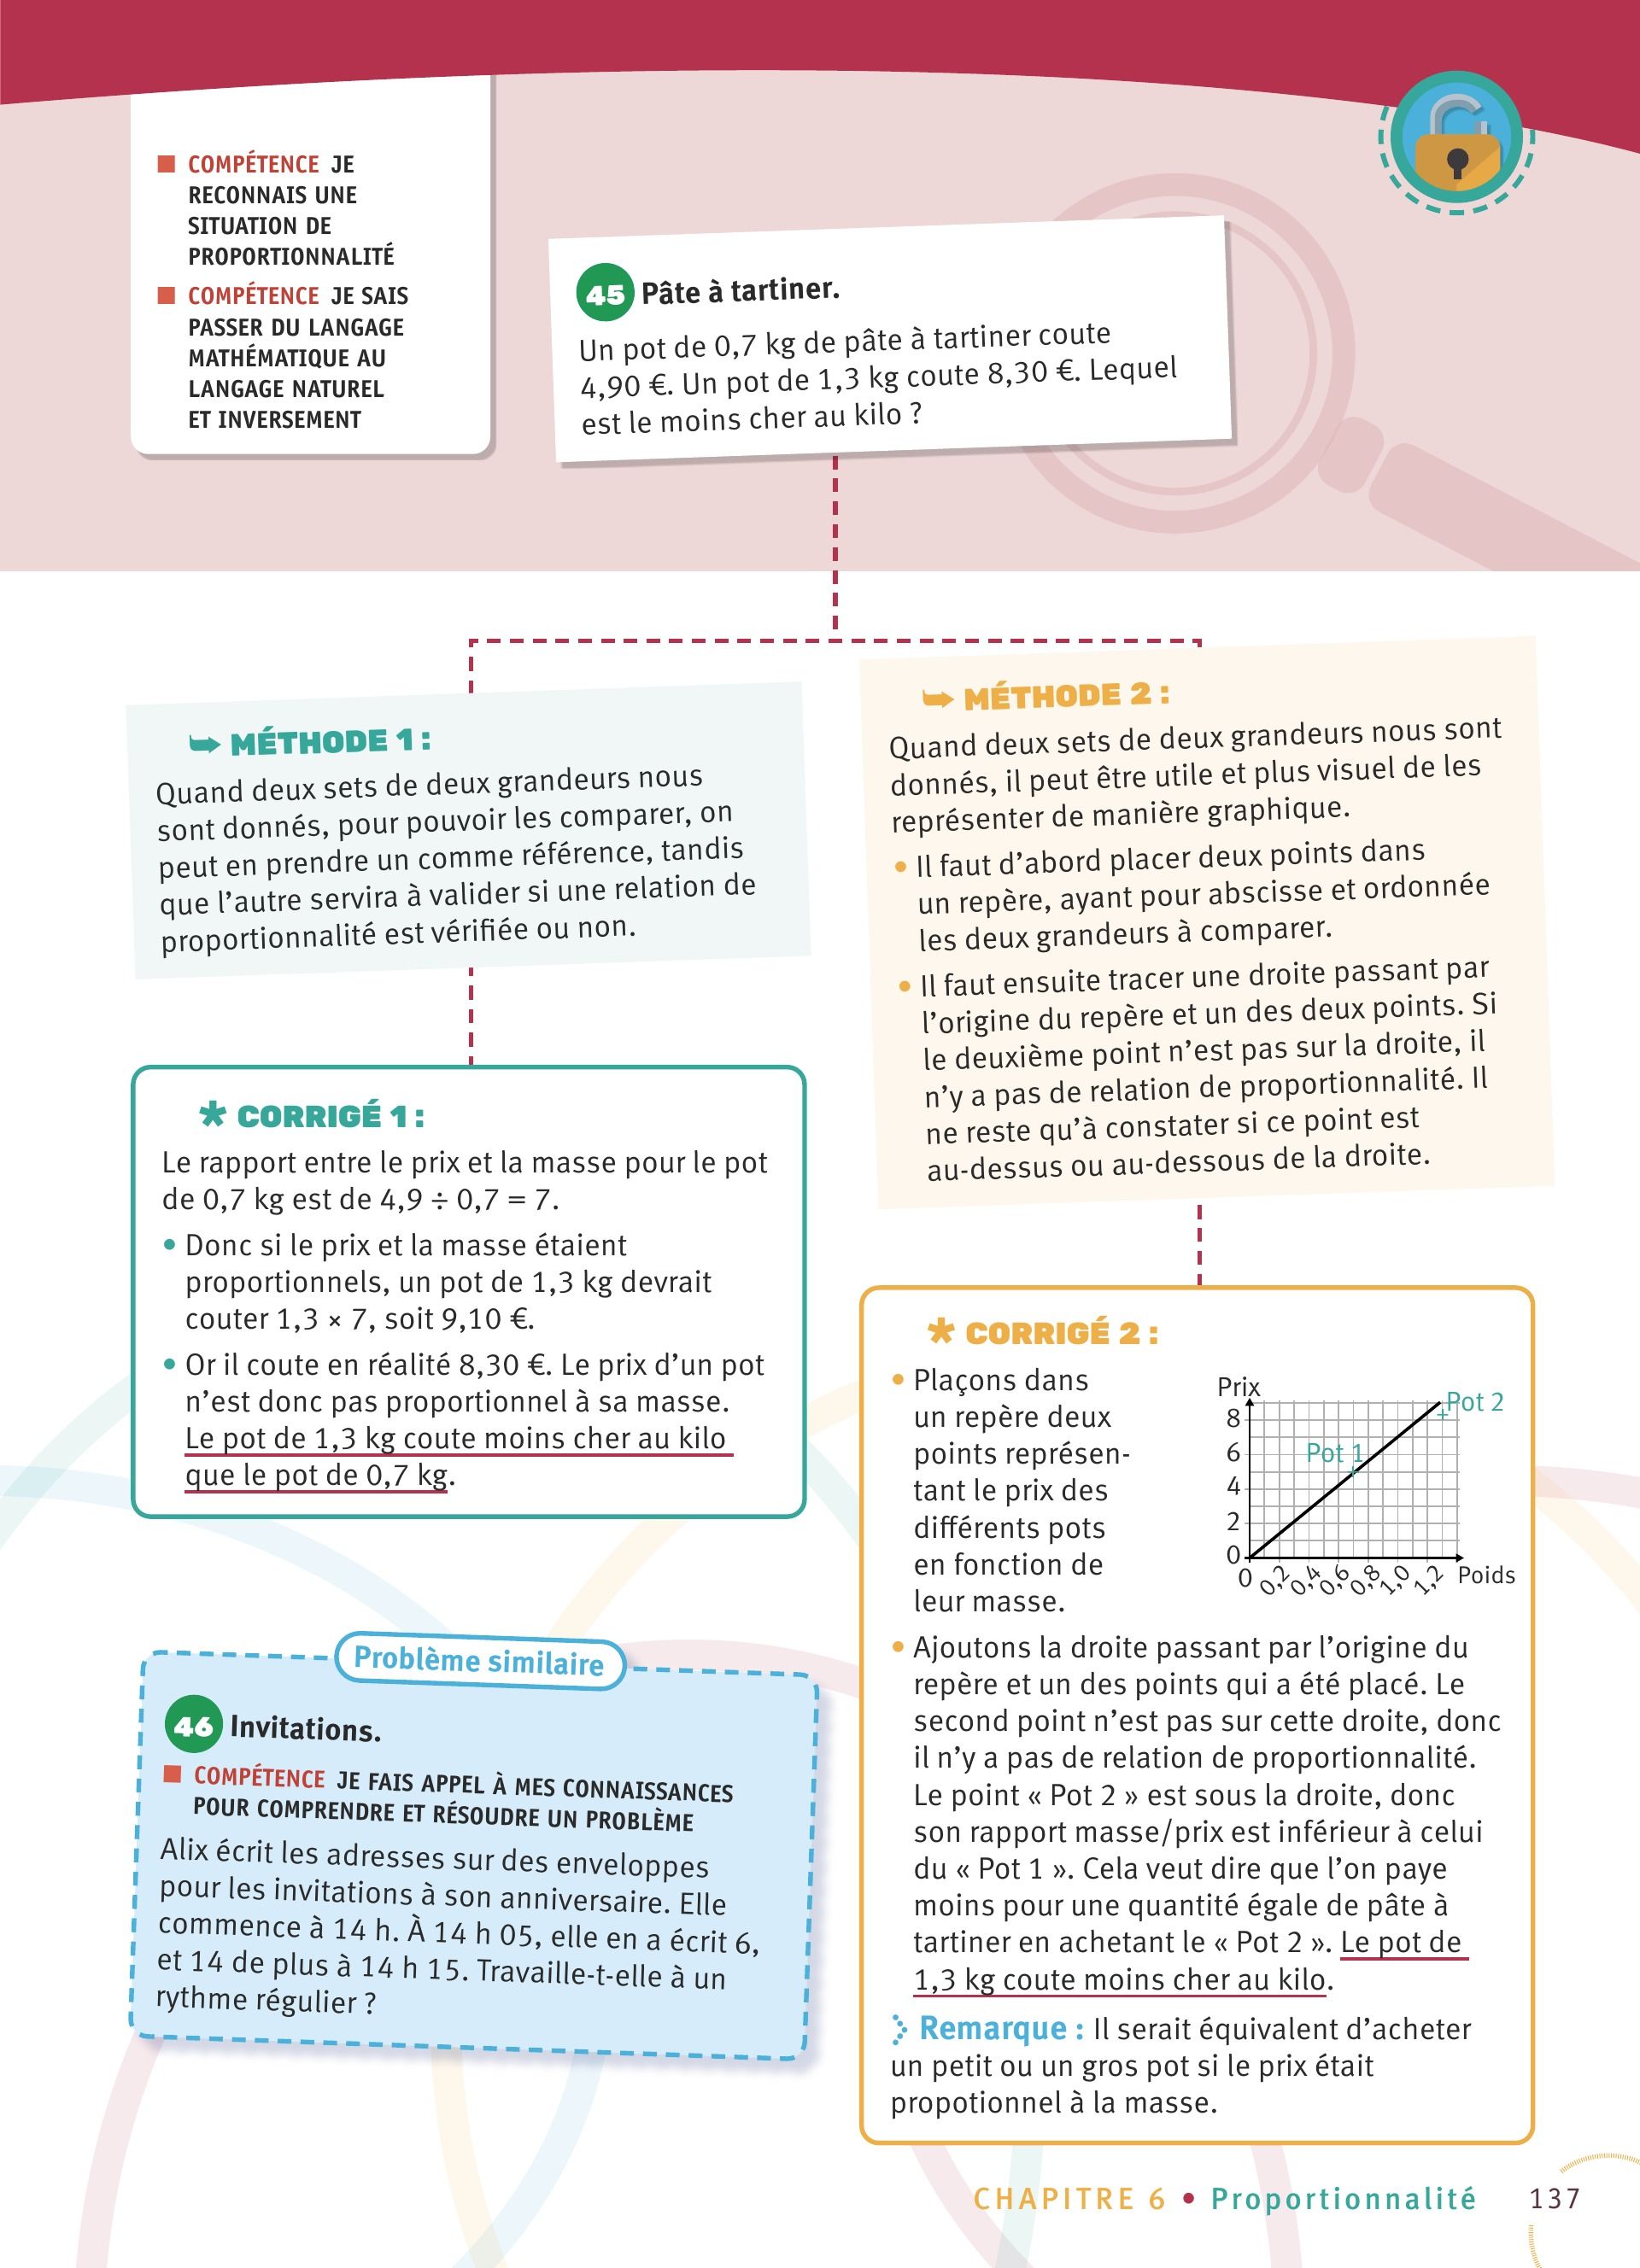 COMPÉTENCE JE
RECONNAIS UNE
SITUATION DE
PROPORTIONNALITÉ
COMPÉTENCE JE SAIS
PASSER DU LANGAGE
MATHÉMATIQUE AU
LANGAGE NATUREL
ET INVERSEMENT
45 Pâte à tartiner.
Un pot de 0,7 kg de pâte à tartiner coute
4,90 €. Un pot de 1,3 kg coute 8,30 €. Lequel
est le moins cher au kilo ?
MÉTHODE 1 :
Quand deux sets de deux grandeurs nous
sont donnés, pour pouvoir les comparer, on
peut en prendre un comme référence, tandis
que l'autre servira à valider si une relation de
proportionnalité est vérifiée ou non.
* CORRIGÉ 1 :
Le rapport entre le prix et la masse pour le pot
de 0,7 kg est de 4,9 ÷ 0,7 = 7.
• Donc si le prix et la masse étaient
proportionnels, un pot de 1,3 kg devrait
couter 1,3 × 7, soit 9,10 €.
• Or il coute en réalité 8,30 €. Le prix d'un pot
n'est donc pas proportionnel à sa masse.
Le pot de 1,3 kg coute moins cher au kilo
que le pot de 0,7 kg.
MÉTHODE 2 :
Quand deux sets de deux grandeurs nous sont
donnés, il peut être utile et plus visuel de les
représenter de manière graphique.
• Il faut d'abord placer deux points dans
un repère, ayant pour abscisse et ordonnée
les deux grandeurs à comparer.
• Il faut ensuite tracer une droite passant par
l'origine du repère et un des deux points. Si
le deuxième point n'est pas sur la droite, il
n'y a pas de relation de proportionnalité. Il
ne reste qu'à constater si ce point est
au-dessus ou au-dessous de la droite.
* CORRIGÉ 2 :
• Plaçons dans
un repère deux
points représen-
tant le prix des
différents pots
en fonction de
leur masse.
Prix
8
6
4
2
0
Pot 2
Pot 1
0 0,2 0,4 0,6 0,8 1,0 1,2 Poids
• Ajoutons la droite passant par l'origine du
repère et un des points qui a été placé. Le
second point n'est pas sur cette droite, donc
il n'y a pas de relation de proportionnalité.
Le point « Pot 2 » est sous la droite, donc
son rapport masse/prix est inférieur à celui
du « Pot 1 ». Cela veut dire que l'on paye
moins pour une quantité égale de pâte à
tartiner en achetant le « Pot 2 ». Le pot de
1,3 kg coute moins cher au kilo.
Remarque : Il serait équivalent d'acheter
un petit ou un gros pot si le prix était
propotionnel à la masse.
Problème similaire
46 Invitations.
COMPÉTENCE JE FAIS APPEL À MES CONNAISSANCES
POUR COMPRENDRE ET RÉSOUDRE UN PROBLÈME
Alix écrit les adresses sur des enveloppes
pour les invitations à son anniversaire. Elle
commence à 14 h. À 14 h 05, elle en a écrit 6,
et 14 de plus à 14 h 15. Travaille-t-elle à un
rythme régulier ?
CHAPITRE 6 • Proportionnalité 137